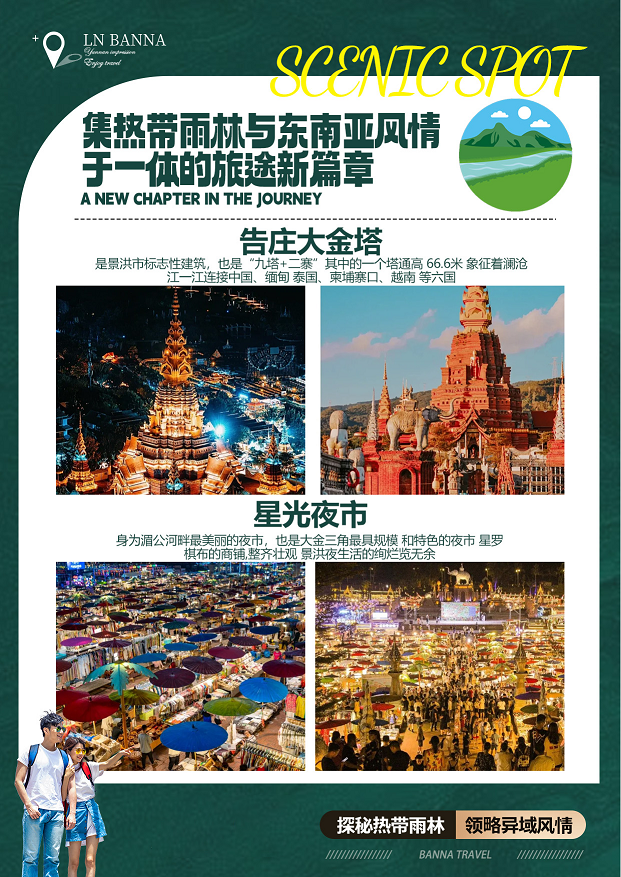 LN BANNA
Yunnan impression
Enjoy travel
SCENIC SPOT
集热带雨林与东南亚风情
于一体的旅途新篇章
A NEW CHAPTER IN THE JOURNEY
告庄大金塔
是景洪市标志性建筑，也是“九塔+二寨”其中的一个塔通高 66.6米 象征着澜沧
江一江连接中国、缅甸 泰国、柬埔寨口、越南 等六国
星光夜市
身为湄公河畔最美丽的夜市，也是大金三角最具规模 和特色的夜市 星罗
棋布的商铺,整齐壮观 景洪夜生活的绚烂览无余
探秘热带雨林 领略异域风情
BANNA TRAVEL